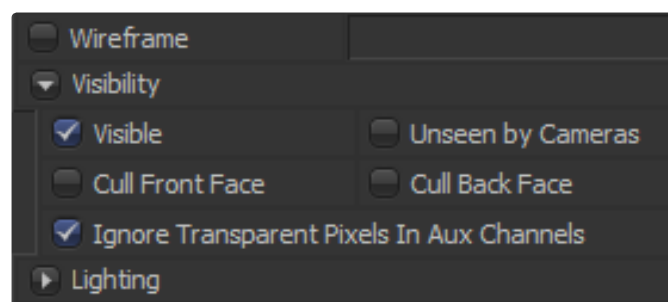 Wireframe
Visibility
Visible Unseen by Cameras
Cull Front Face Cull Back Face
Ignore Transparent Pixels In Aux Channels
Lighting